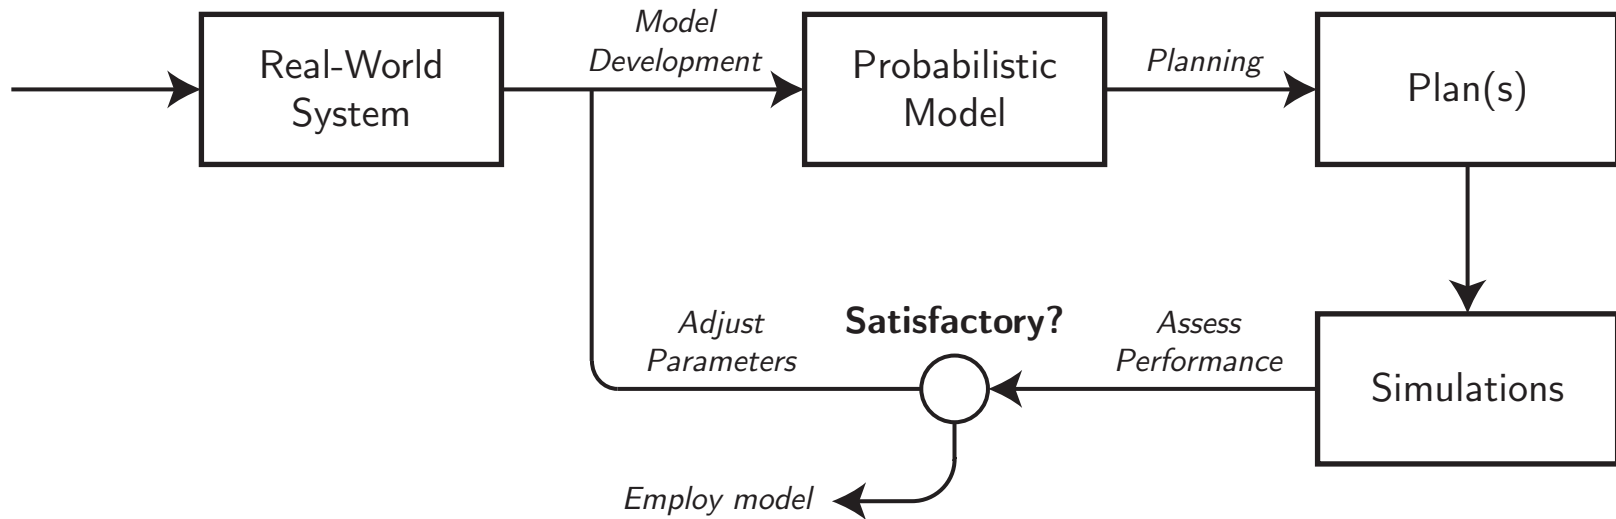 Real-World
System
Model
Development
Probabilistic
Model
Planning
Plan(s)
Adjust
Parameters
Satisfactory?
Assess
Performance
Simulations
Employ model